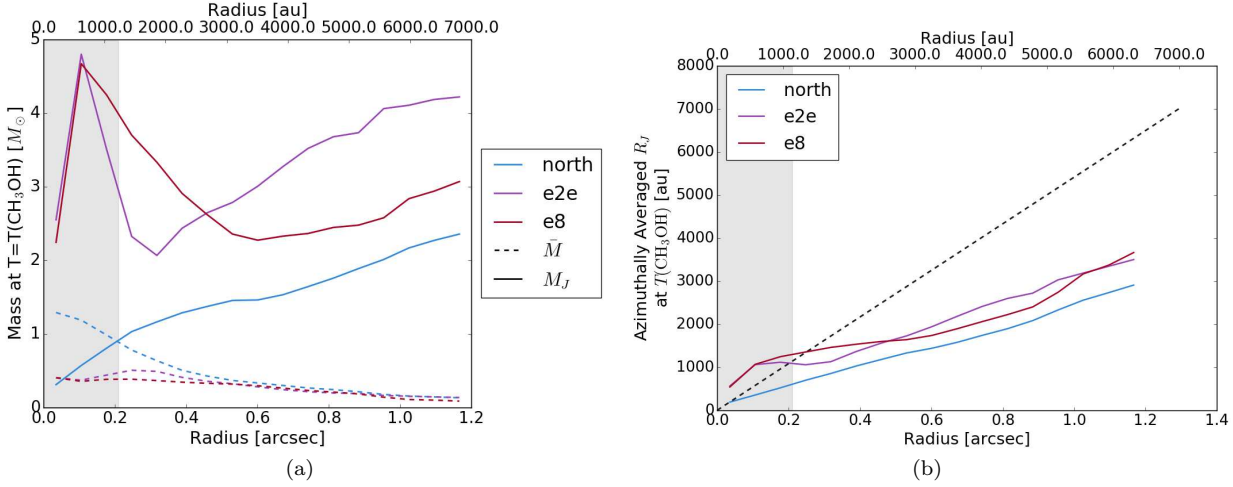 Radius [au]
0.0 1000.0 2000.0 3000.0 4000.0 5000.0 6000.0 7000.0
5
4
3
2
1
0
Mass at T=T(CH₃OH) [M⊙]
0.0 0.2 0.4 0.6 0.8 1.0 1.2
Radius [arcsec]
north
e2e
e8
M̄
M_J
(a)
Radius [au]
0.0 1000 2000.0 3000.0 4000.0 5000.0 6000.0 7000.0
8000
7000
6000
5000
4000
3000
2000
1000
0
Azimuthally Averaged R_J
at T(CH₃OH) [au]
0.0 0.2 0.4 0.6 0.8 1.0 1.2 1.4
Radius [arcsec]
north
e2e
e8
(b)